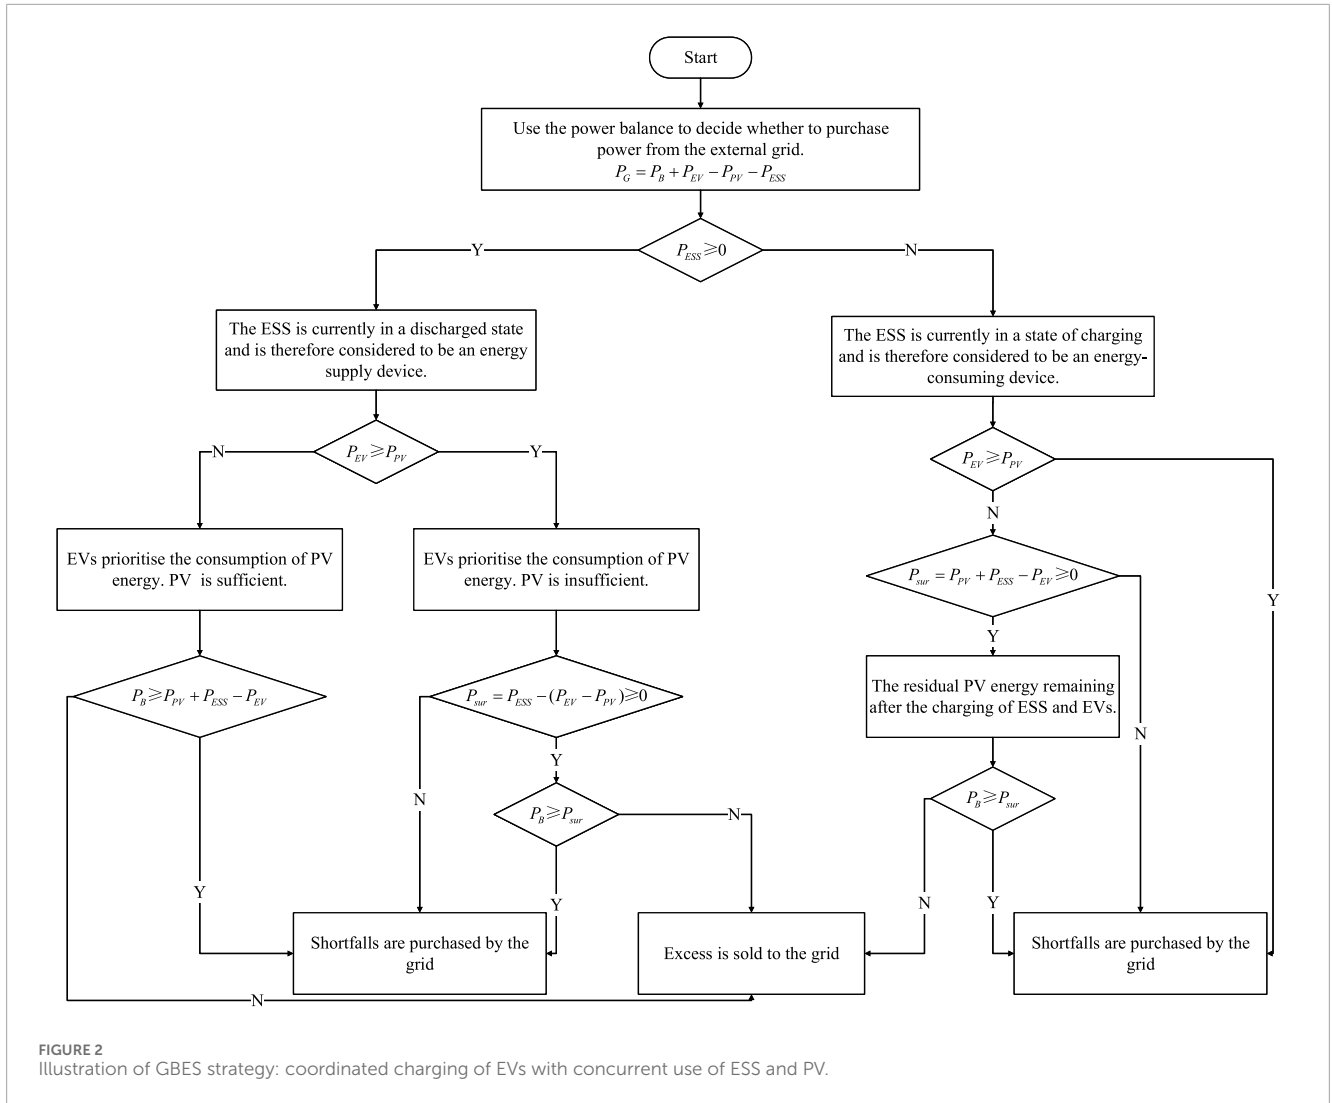 Start
Use the power balance to decide whether to purchase
power from the external grid.
P_G = P_B + P_EV − P_PV − P_ESS
P_ESS ⩾ 0
Y
N
The ESS is currently in a discharged state
and is therefore considered to be an energy
supply device.
The ESS is currently in a state of charging
and is therefore considered to be an energy-
consuming device.
P_EV ⩾ P_PV
N
Y
P_EV ⩾ P_PV
N
Y
EVs prioritise the consumption of PV
energy. PV is sufficient.
EVs prioritise the consumption of PV
energy. PV is insufficient.
P_sur = P_PV + P_ESS − P_EV ⩾ 0
Y
N
P_B ⩾ P_PV + P_ESS − P_EV
P_sur = P_ESS − (P_EV − P_PV) ⩾ 0
The residual PV energy remaining
after the charging of ESS and EVs.
Y
N
P_B ⩾ P_sur
N
P_B ⩾ P_sur
Y
Y
N
Y
Shortfalls are purchased by the
grid
Excess is sold to the grid
Shortfalls are purchased by the
grid
N
FIGURE 2
Illustration of GBES strategy: coordinated charging of EVs with concurrent use of ESS and PV.